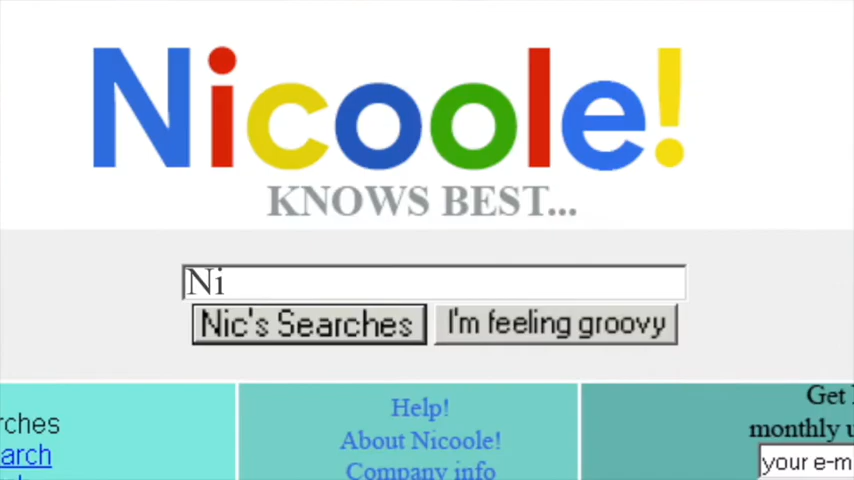 Nicoole!
KNOWS BEST...
Ni
Nic's Searches
I'm feeling groovy
rches
arch
Help!
About Nicoole!
Company info
Get
monthly u
your e-m